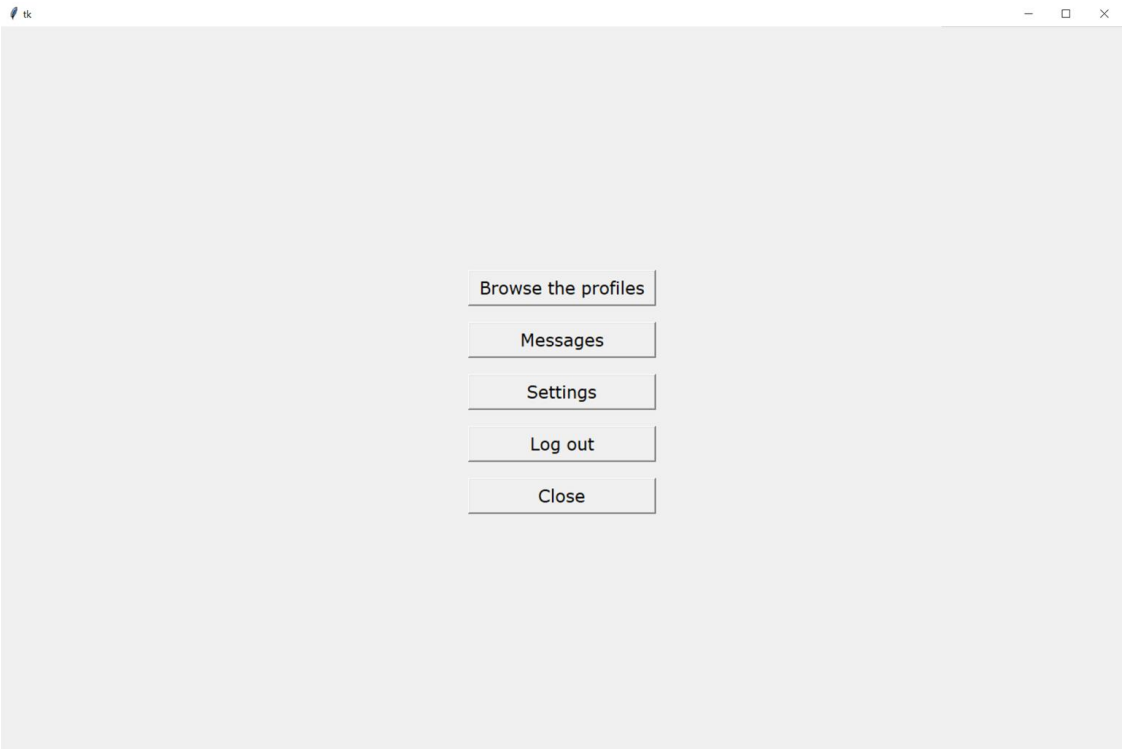 tk
Browse the profiles
Messages
Settings
Log out
Close